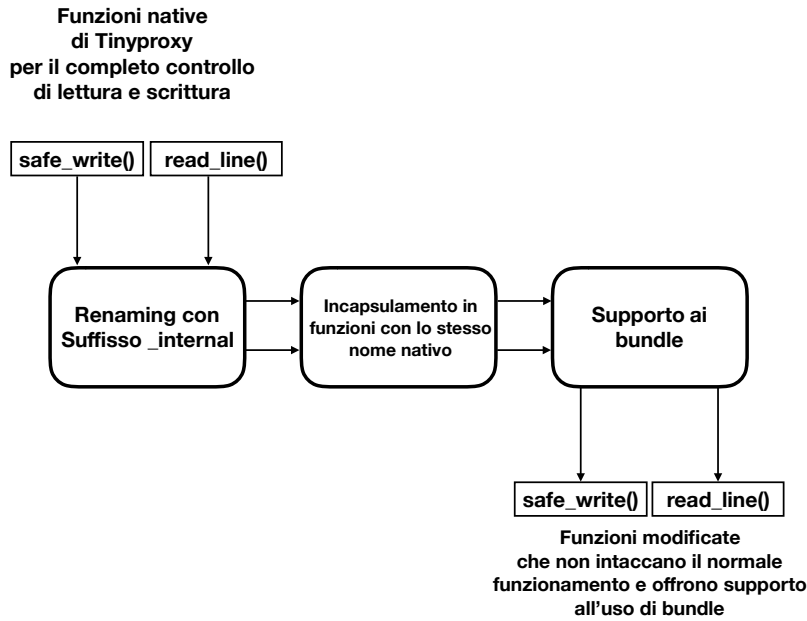 Funzioni native
di Tinyproxy
per il completo controllo
di lettura e scrittura
safe_write() read_line()
Renaming con
Suffisso _internal
Incapsulamento in
funzioni con lo stesso
nome nativo
Supporto ai
bundle
safe_write() read_line()
Funzioni modificate
che non intaccano il normale
funzionamento e offrono supporto
all'uso di bundle